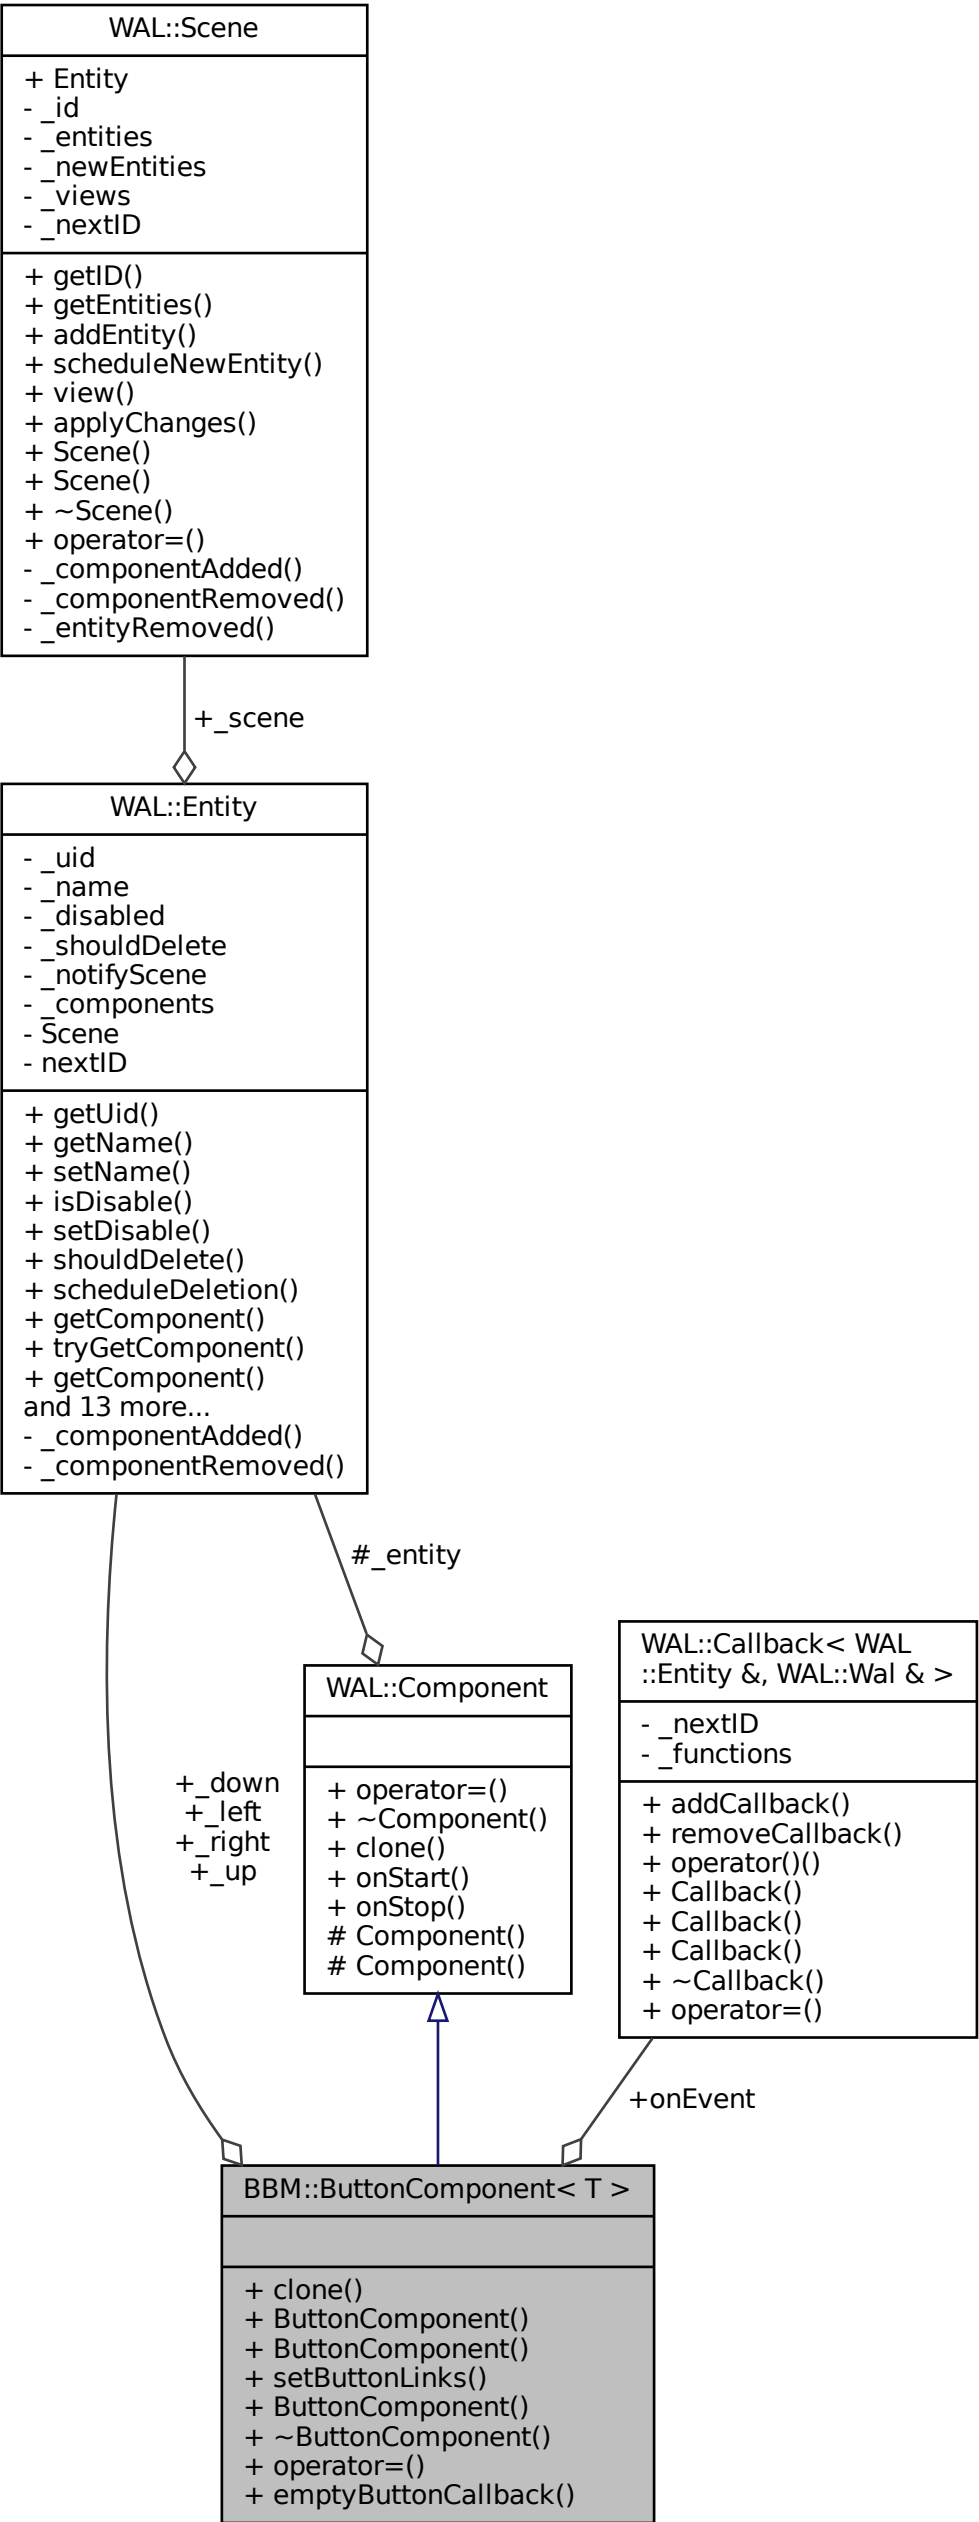 WAL::Scene
+ Entity
- _id
- _entities
- _newEntities
- _views
- _nextID
+ getID()
+ getEntities()
+ addEntity()
+ scheduleNewEntity()
+ view()
+ applyChanges()
+ Scene()
+ Scene()
+ ~Scene()
+ operator=()
- _componentAdded()
- _componentRemoved()
- _entityRemoved()
+_scene
WAL::Entity
- _uid
- _name
- _disabled
- _shouldDelete
- _notifyScene
- _components
- Scene
- nextID
+ getUid()
+ getName()
+ setName()
+ isDisable()
+ setDisable()
+ shouldDelete()
+ scheduleDeletion()
+ getComponent()
+ tryGetComponent()
+ getComponent()
and 13 more...
- _componentAdded()
- _componentRemoved()
#_entity
+_down
+_left
+_right
+_up
WAL::Component
+ operator=()
+ ~Component()
+ clone()
+ onStart()
+ onStop()
# Component()
# Component()
WAL::Callback< WAL
::Entity &, WAL::Wal & >
- _nextID
- _functions
+ addCallback()
+ removeCallback()
+ operator()()
+ Callback()
+ Callback()
+ Callback()
+ ~Callback()
+ operator=()
+onEvent
BBM::ButtonComponent< T >
+ clone()
+ ButtonComponent()
+ ButtonComponent()
+ setButtonLinks()
+ ButtonComponent()
+ ~ButtonComponent()
+ operator=()
+ emptyButtonCallback()